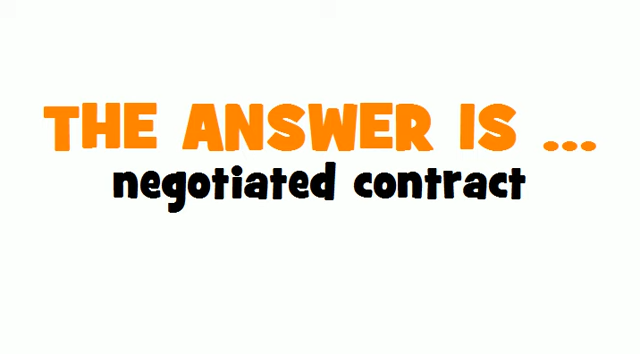 THE ANSWER IS ...
negotiated contract